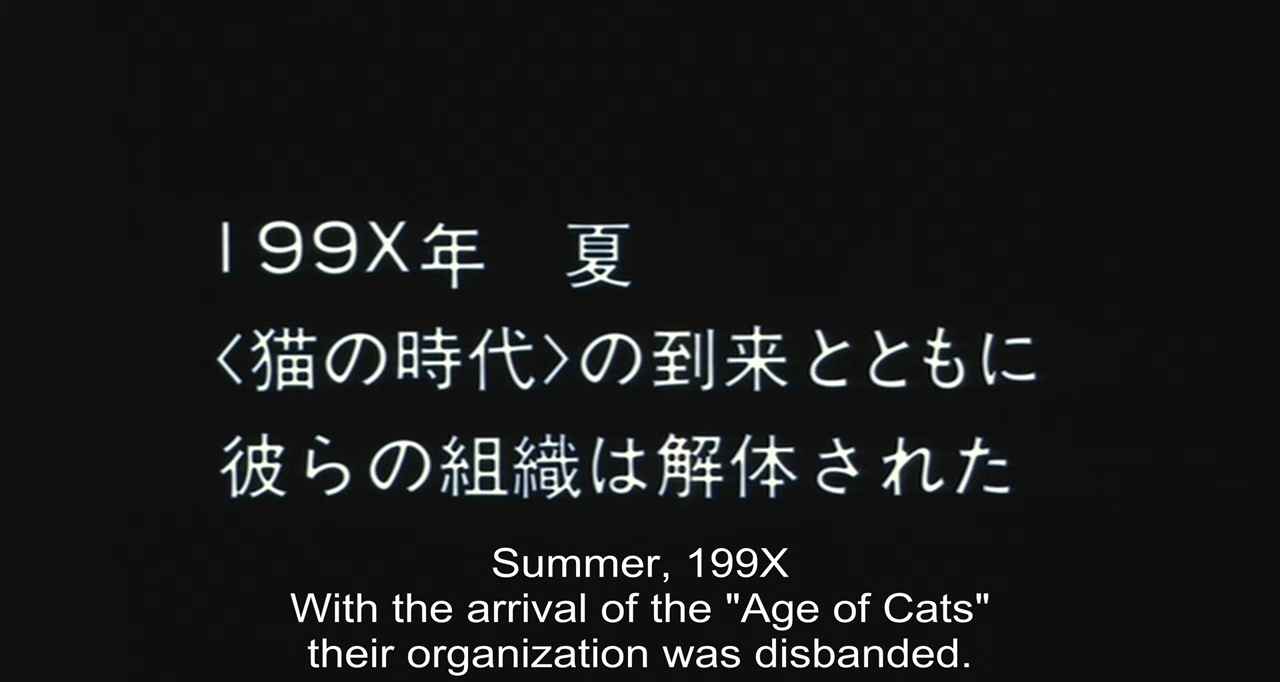 199X年　夏
〈猫の時代〉の到来とともに
彼らの組織は解体された
Summer, 199X
With the arrival of the "Age of Cats"
their organization was disbanded.